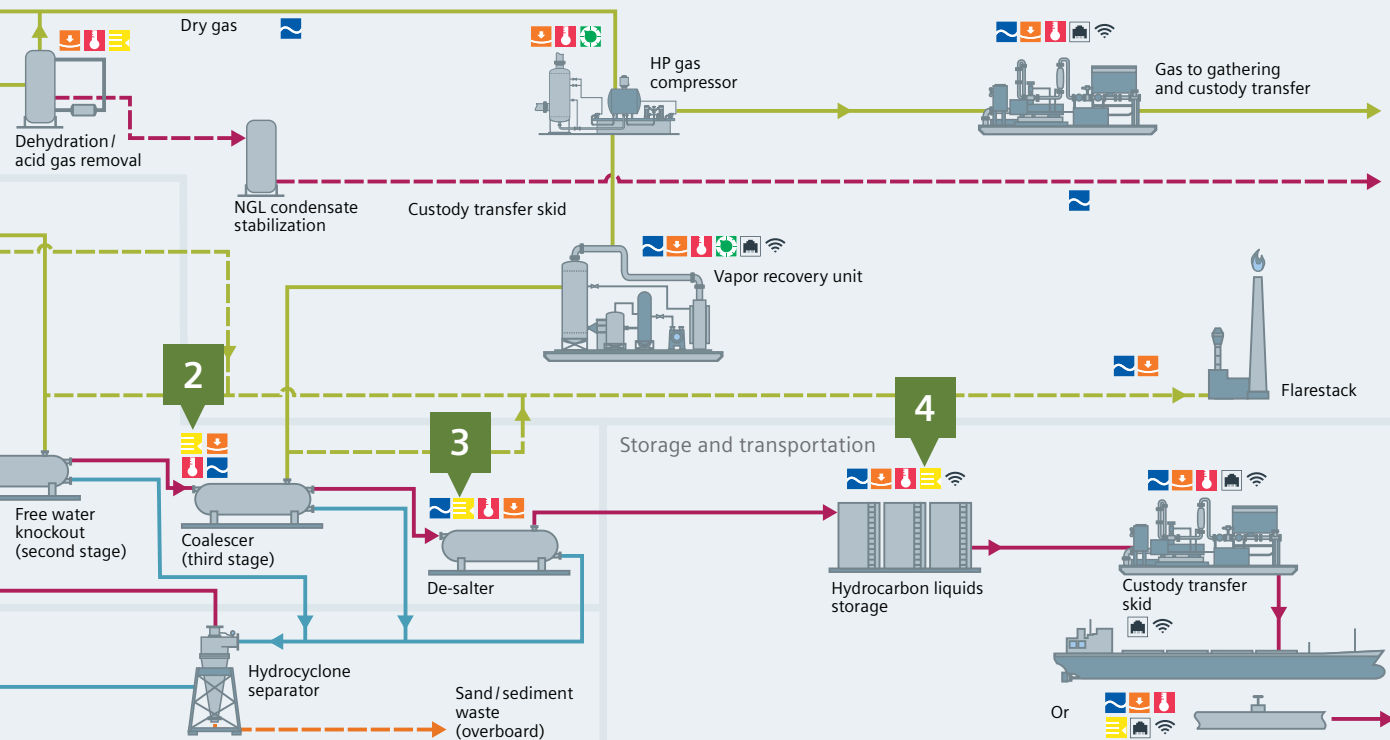 Dry gas
HP gas
compressor
Gas to gathering
and custody transfer
Dehydration/
acid gas removal
NGL condensate
stabilization
Custody transfer skid
Vapor recovery unit
2
3
4
Flarestack
Storage and transportation
Free water
knockout
(second stage)
Coalescer
(third stage)
De-salter
Hydrocarbon liquids
storage
Custody transfer
skid
Hydrocyclone
separator
Sand/sediment
waste
(overboard)
Or